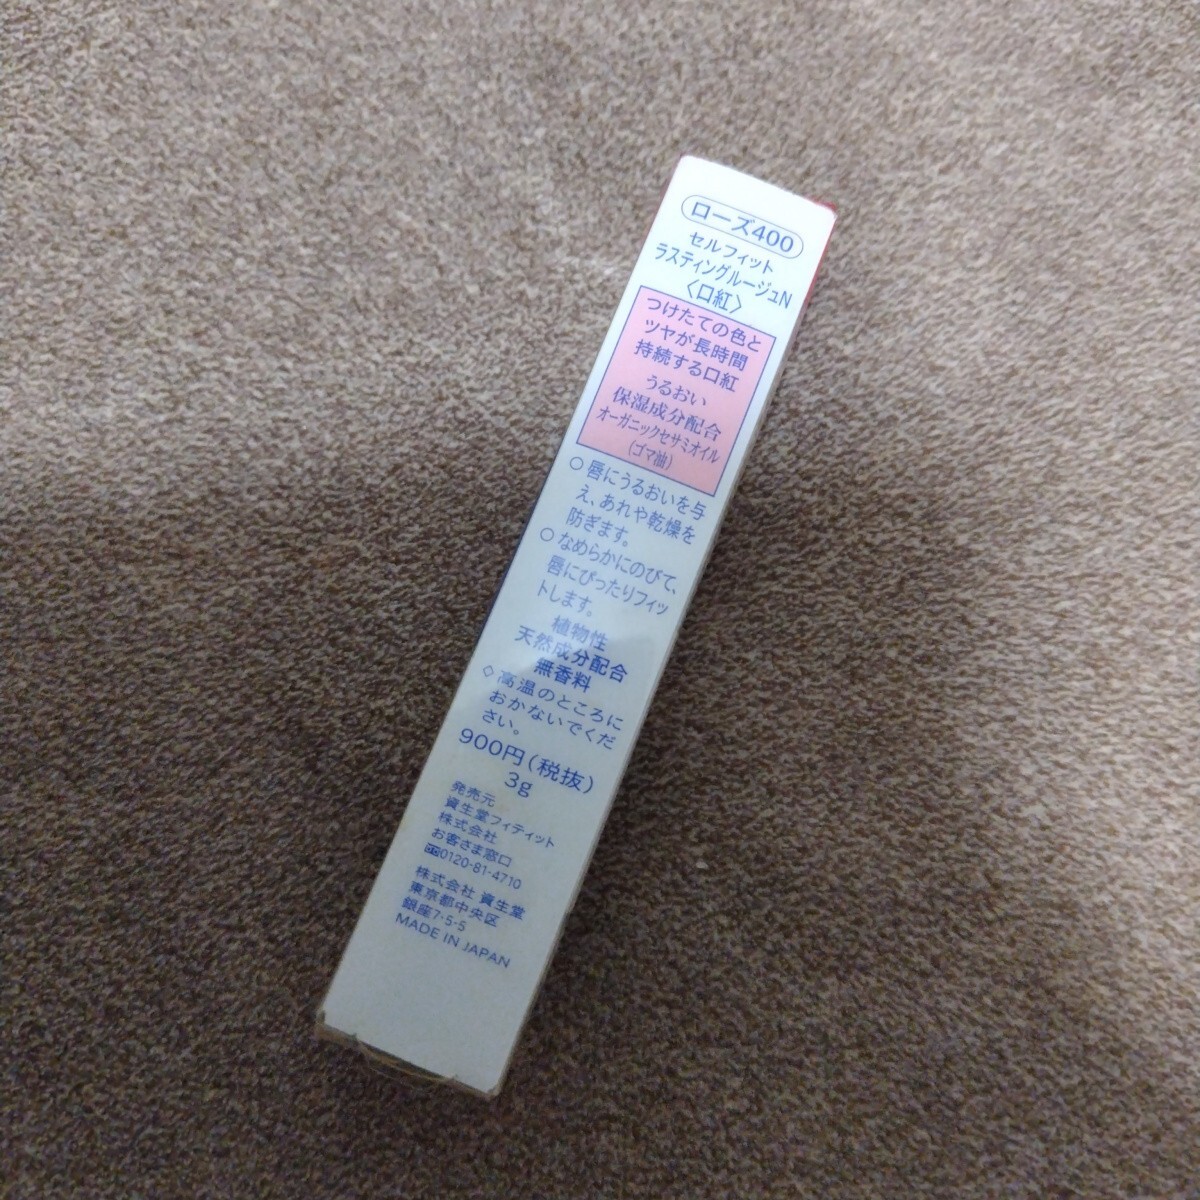 ローズ400
セルフィット
ラスティングルージュN
〈口紅〉
つけたての色と
ツヤが長時間
持続する口紅
うるおい
保湿成分配合
オーガニックセサミオイル
(ゴマ油)
○唇にうるおいを与
え、あれや乾燥を
防ぎます。
○なめらかにのびて、
唇にぴったりフィッ
トします。
植物性
天然成分配合
無香料
◇高温のところに
おかないでくだ
さい。
900円(税抜)
3g
発売元
資生堂フィティット
株式会社
お客さま窓口
0120-81-4710
株式会社 資生堂
東京都中央区
銀座7-5-5
MADE IN JAPAN